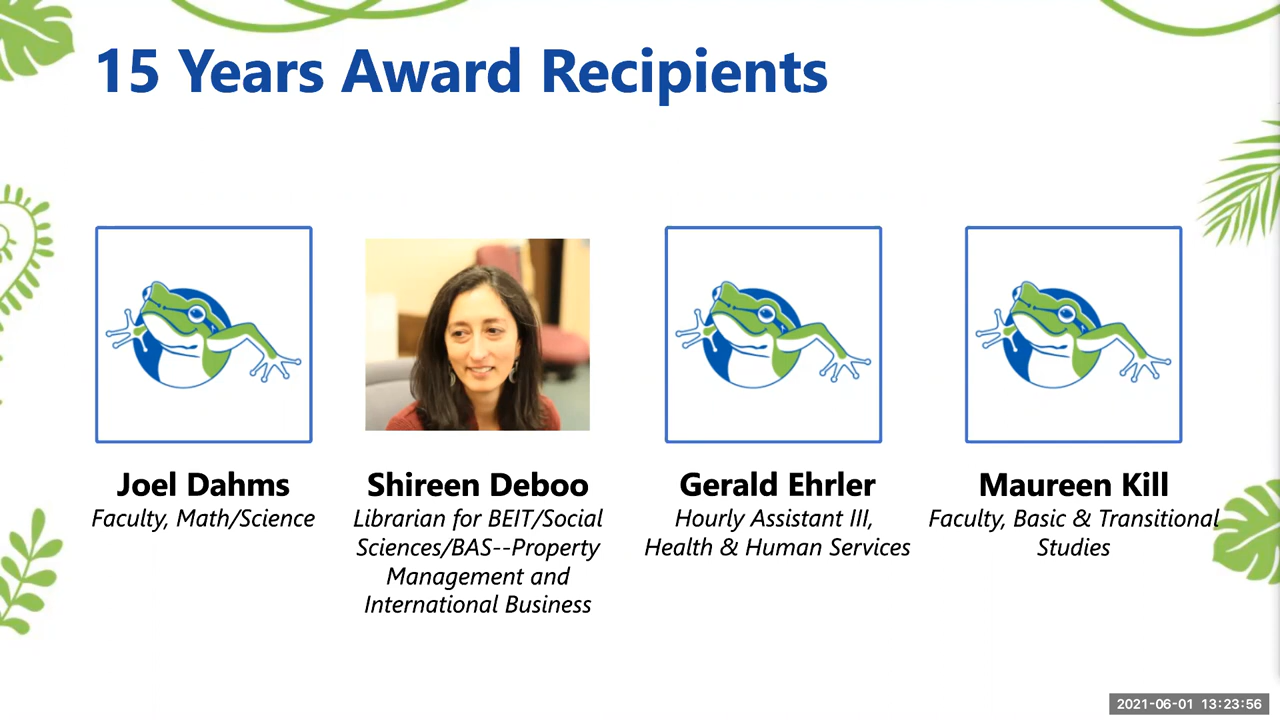 15 Years Award Recipients
Joel Dahms
Faculty, Math/Science
Shireen Deboo
Librarian for BEIT/Social
Sciences/BAS--Property
Management and
International Business
Gerald Ehrler
Hourly Assistant III,
Health & Human Services
Maureen Kill
Faculty, Basic & Transitional
Studies
2021-06-01 13:23:56